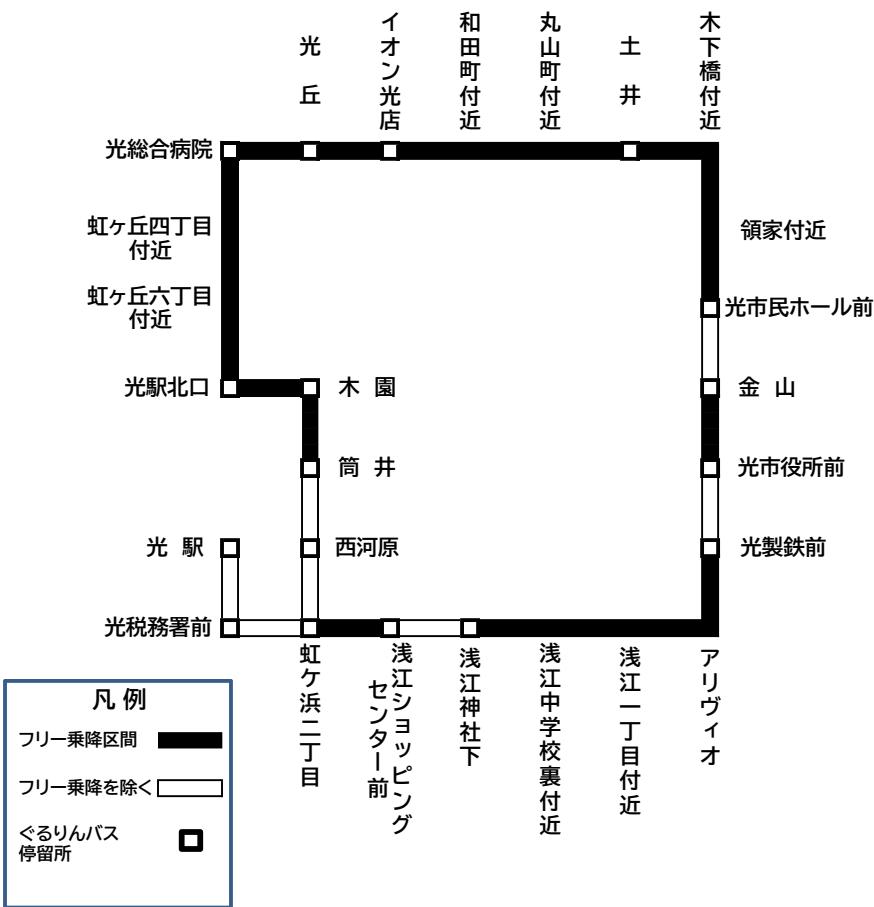 光丘
イオン光店
和田町付近
丸山町付近
土井
木下橋付近
光総合病院
虹ヶ丘四丁目
付近
領家付近
虹ヶ丘六丁目
付近
光市民ホール前
光駅北口
木園
金山
筒井
光市役所前
光駅
西河原
光製鉄前
光税務署前
虹ケ浜二丁目
浅江ショッピング
センター前
浅江神社下
浅江中学校裏付近
浅江一丁目付近
アリヴィオ
凡例
フリー乗降区間
フリー乗降を除く
ぐるりんバス
停留所